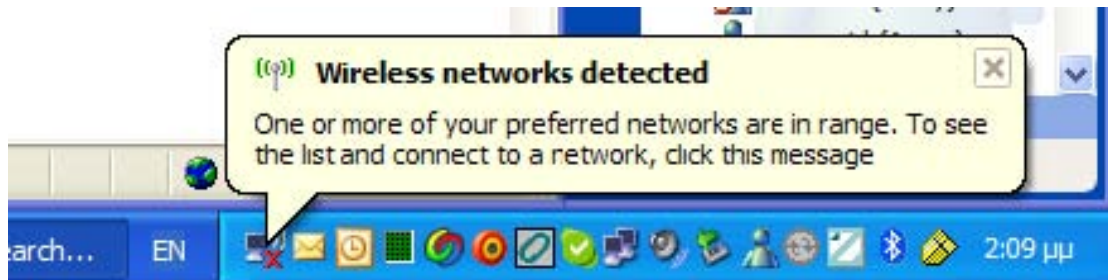 Wireless networks detected
One or more of your preferred networks are in range. To see
the list and connect to a network, click this message
earch...
EN
2:09 μμ